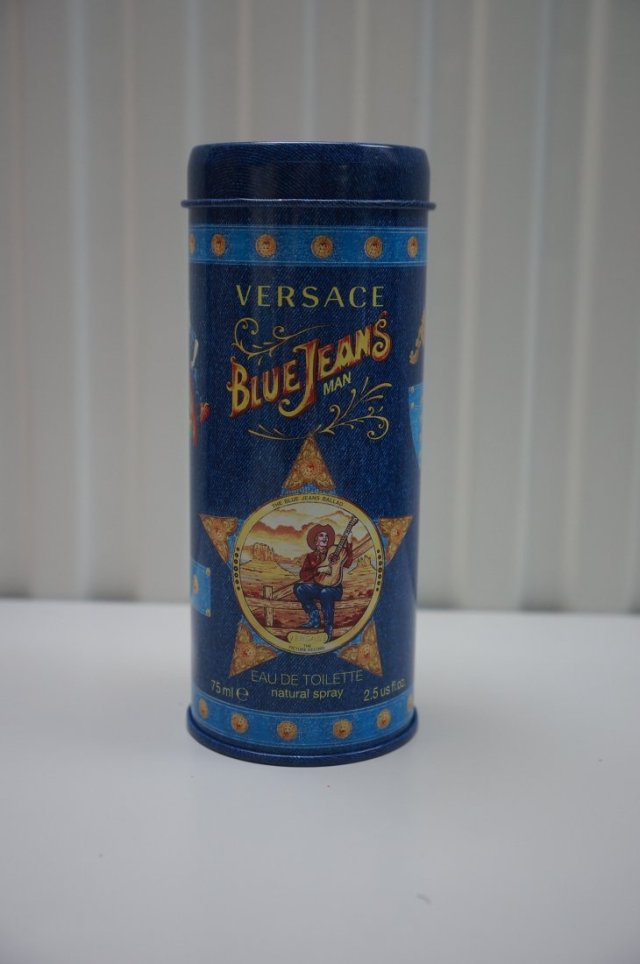 VERSACE
BLUE JEANS
MAN
THE BLUE JEANS BALLAD
EAU DE TOILETTE
75 ml ℮ natural spray 2.5 us fl.oz.